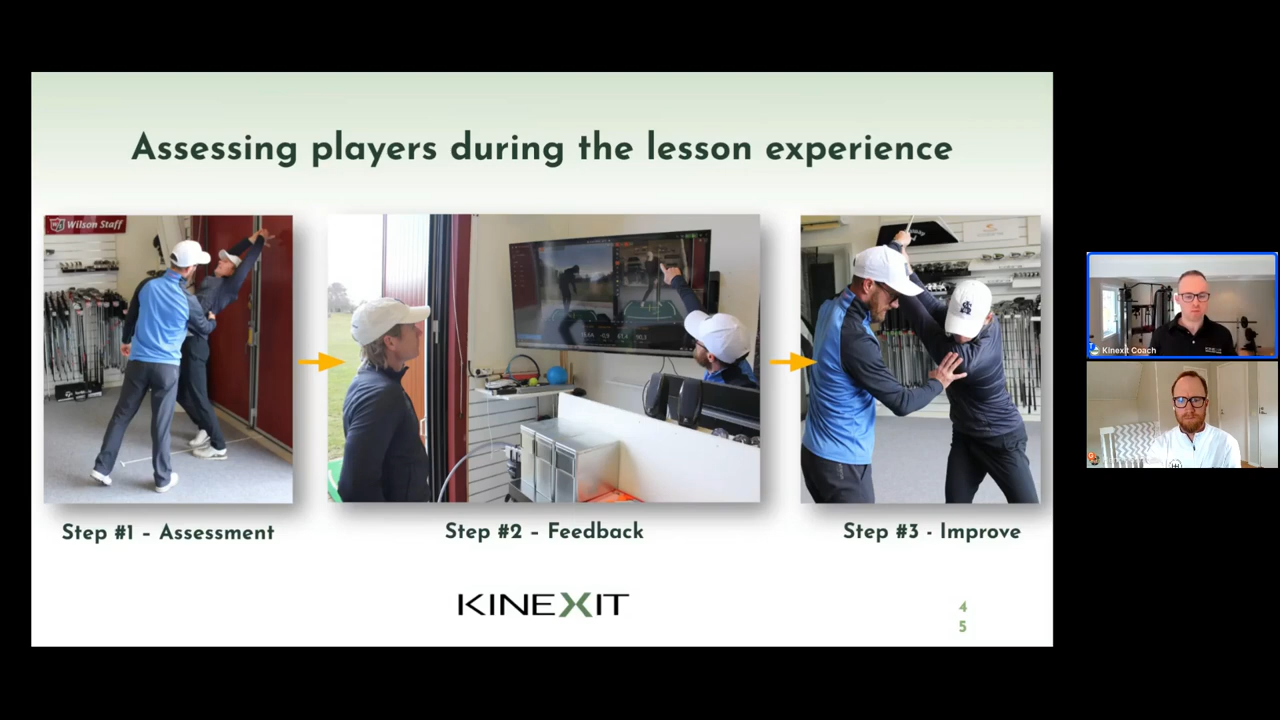 Assessing players during the lesson experience
Wilson Staff
Step #1 – Assessment
Step #2 – Feedback
Step #3 - Improve
KINEXIT
4
5
Kinexit Coach